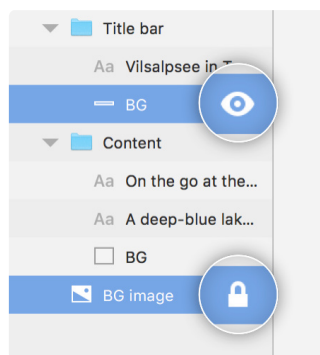 Title bar
Aa Vilsalpsee in
BG
Content
Aa On the go at the...
Aa A deep-blue lak...
BG
BG image